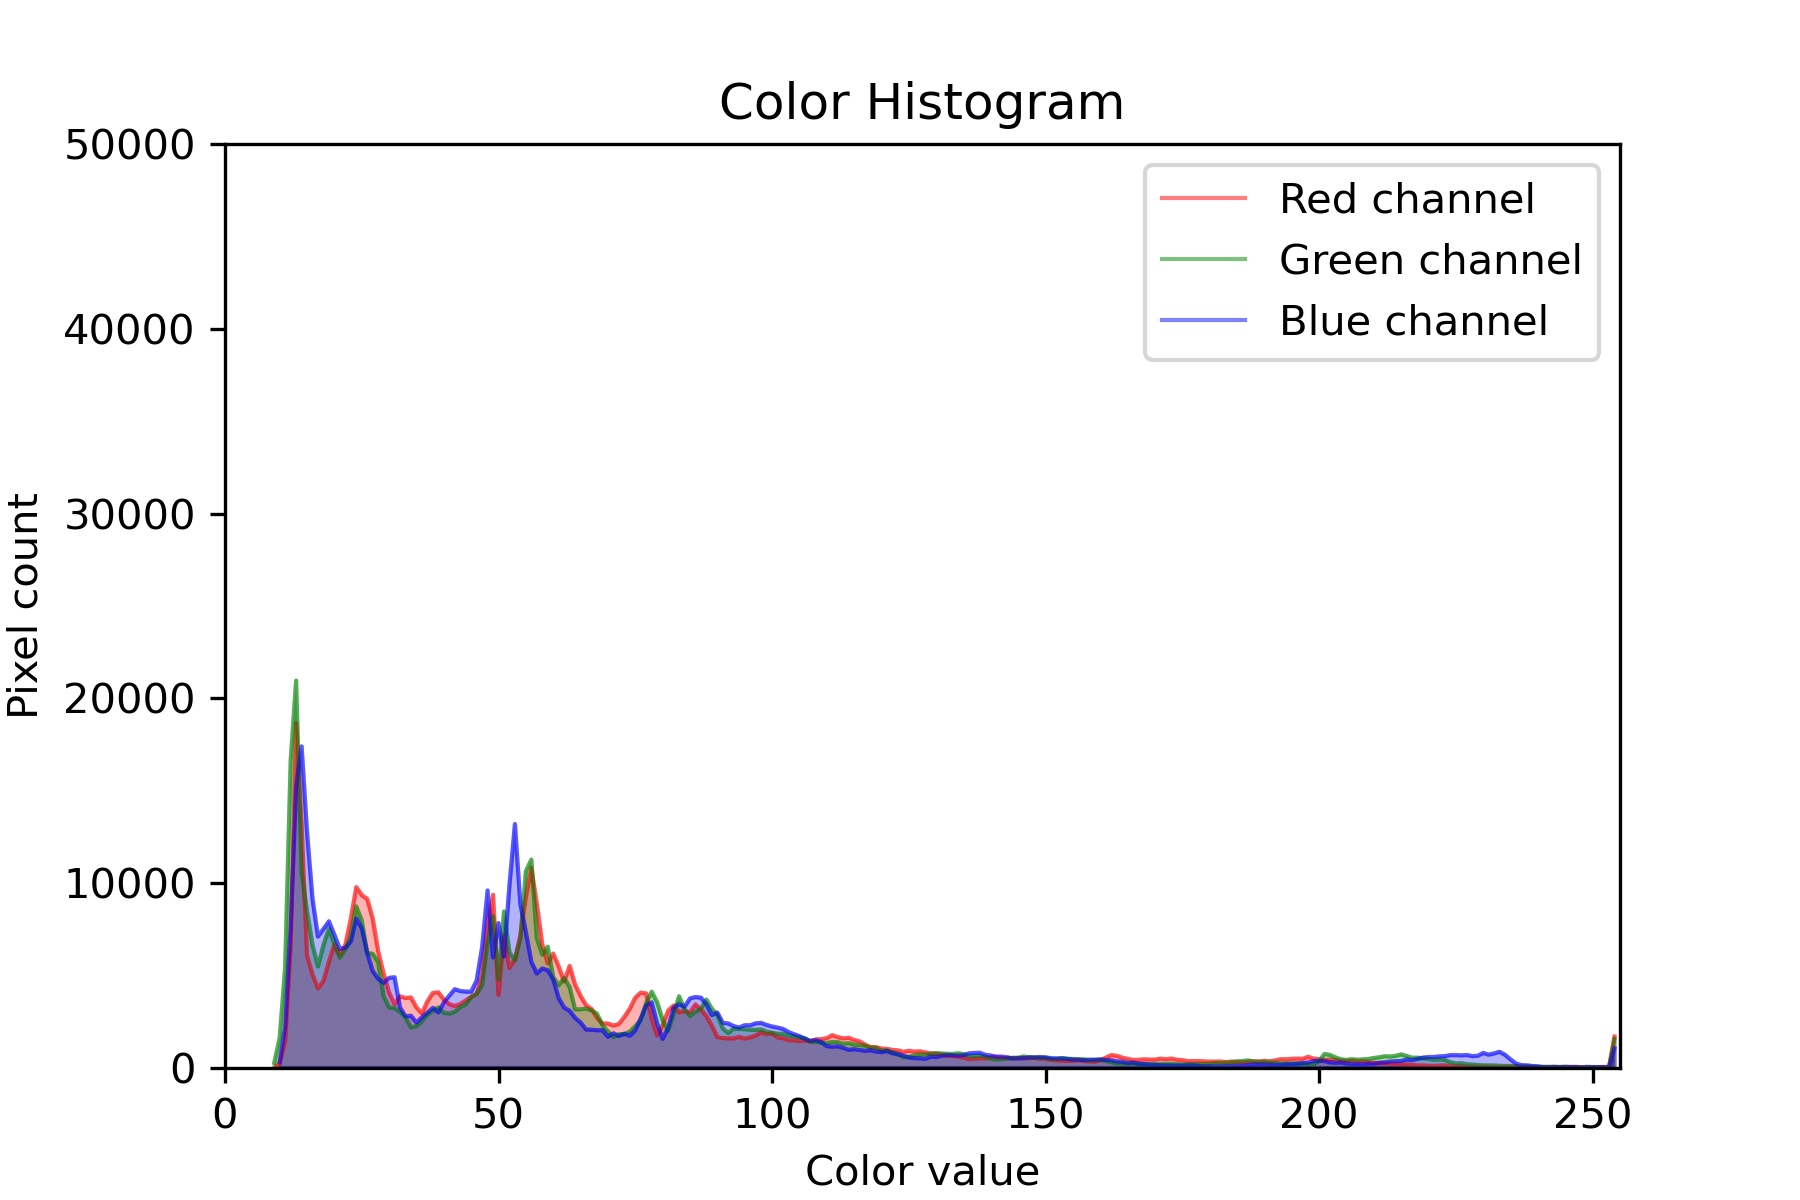 Color Histogram
50000
40000
30000
20000
10000
0
Pixel count
Red channel
Green channel
Blue channel
0 50 100 150 200 250
Color value